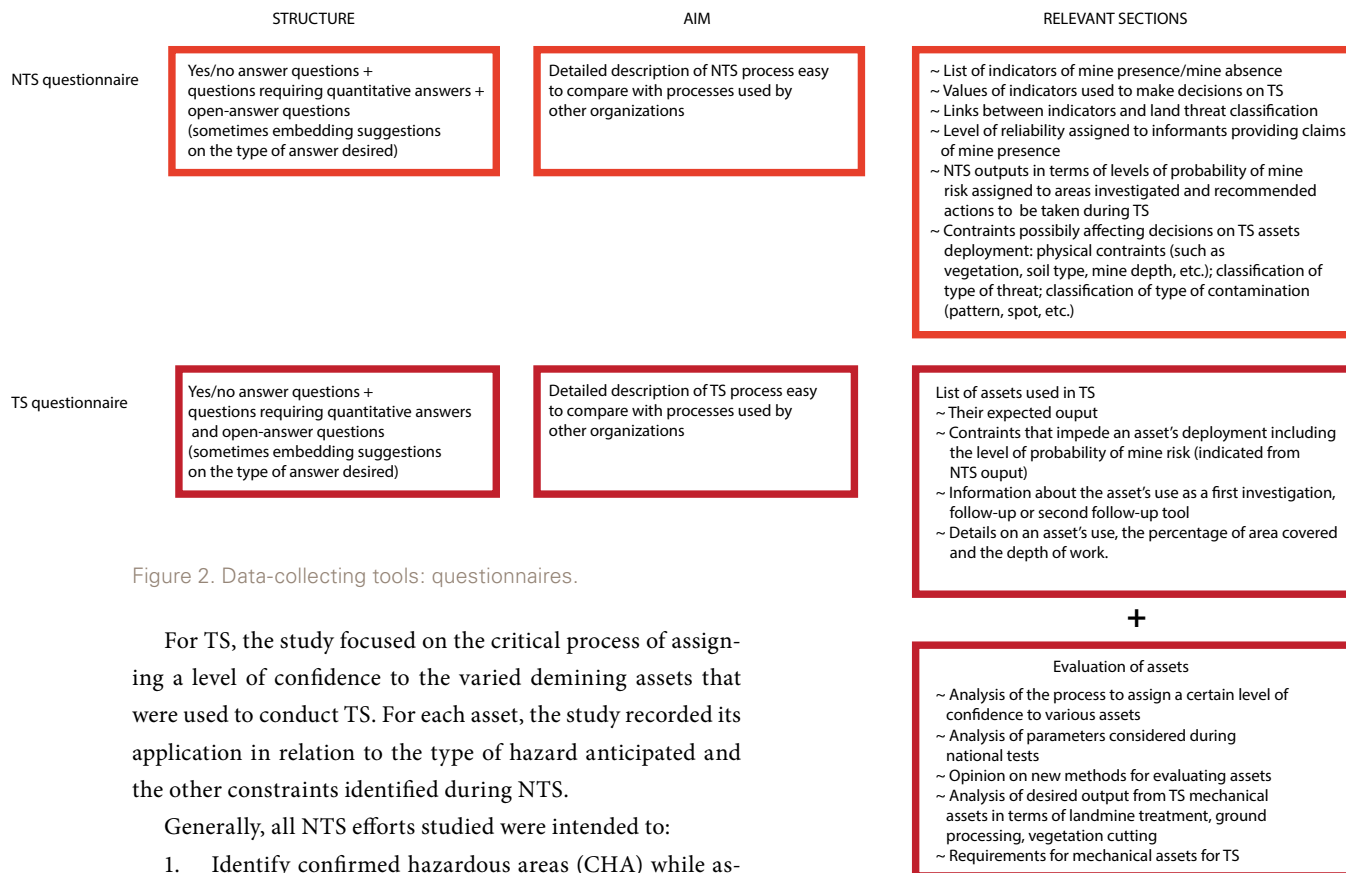 STRUCTURE
AIM
RELEVANT SECTIONS
NTS questionnaire
Yes/no answer questions +
questions requiring quantitative answers +
open-answer questions
(sometimes embedding suggestions
on the type of answer desired)
Detailed description of NTS process easy
to compare with processes used by
other organizations
~ List of indicators of mine presence/mine absence
~ Values of indicators used to make decisions on TS
~ Links between indicators and land threat classification
~ Level of reliability assigned to informants providing claims
of mine presence
~ NTS outputs in terms of levels of probability of mine
risk assigned to areas investigated and recommended
actions to be taken during TS
~ Contraints possibily affecting decisions on TS assets
deployment: physical contraints (such as
vegetation, soil type, mine depth, etc.); classification of
type of threat; classification of type of contamination
(pattern, spot, etc.)
TS questionnaire
Yes/no answer questions +
questions requiring quantitative answers
and open-answer questions
(sometimes embedding suggestions
on the type of answer desired)
Detailed description of TS process easy
to compare with processes used by
other organizations
List of assets used in TS
~ Their expected ouput
~ Contraints that impede an asset's deployment including
the level of probability of mine risk (indicated from
NTS ouput)
~ Information about the asset's use as a first investigation,
follow-up or second follow-up tool
~ Details on an asset's use, the percentage of area covered
and the depth of work.
+
Evaluation of assets
~ Analysis of the process to assign a certain level of
confidence to various assets
~ Analysis of parameters considered during
national tests
~ Opinion on new methods for evaluating assets
~ Analysis of desired output from TS mechanical
assets in terms of landmine treatment, ground
processing, vegetation cutting
~ Requirements for mechanical assets for TS
Figure 2. Data-collecting tools: questionnaires.
For TS, the study focused on the critical process of assign-
ing a level of confidence to the varied demining assets that
were used to conduct TS. For each asset, the study recorded its
application in relation to the type of hazard anticipated and
the other constraints identified during NTS.
Generally, all NTS efforts studied were intended to:
1. Identify confirmed hazardous areas (CHA) while as-